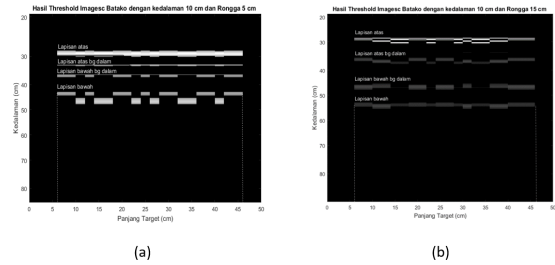 Hasil Threshold Imagesc Batako dengan kedalaman 10 cm dan Rongga 5 cm
20
30
40
50
60
70
80
Kedalaman (cm)
Lapisan atas
Lapisan atas bg dalam
Lapisan bawah bg dalam
Lapisan bawah
0 5 10 15 20 25 30 35 40 45 50
Panjang Target (cm)
(a)
Hasil Threshold Imagesc Batako dengan kedalaman 10 cm dan Rongga 15 cm
20
30
40
50
60
70
80
Kedalaman (cm)
Lapisan atas
Lapisan atas bg dalam
Lapisan bawah bg dalam
Lapisan bawah
0 5 10 15 20 25 30 35 40 45 50
Panjang Target (cm)
(b)